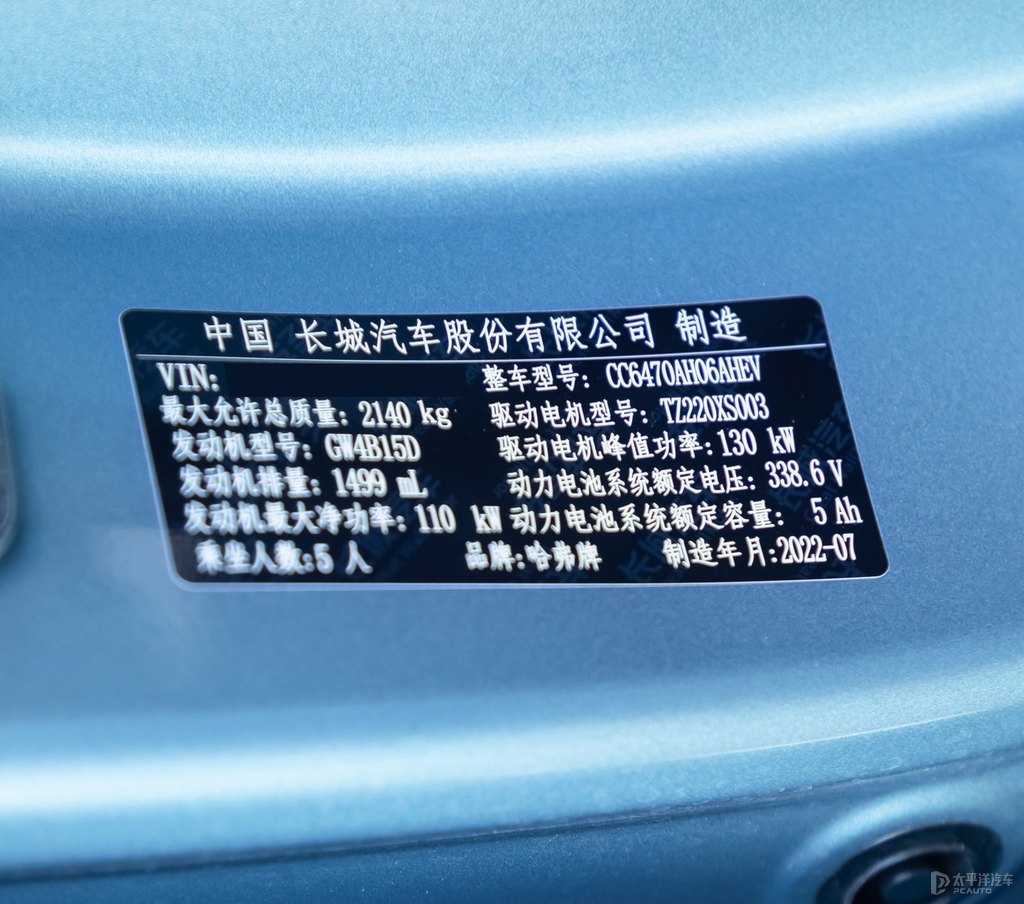 中国 长城汽车股份有限公司 制造
VIN: 整车型号: CC6470AH06AHEV
最大允许总质量: 2140 kg 驱动电机型号: TZ220XS003
发动机型号: GW4B15D 驱动电机峰值功率: 130 kW
发动机排量: 1499 mL 动力电池系统额定电压: 338.6 V
发动机最大净功率: 110 kW 动力电池系统额定容量: 5 Ah
乘坐人数: 5 人 品牌: 哈弗牌 制造年月: 2022-07
太平洋汽车
PCAUTO